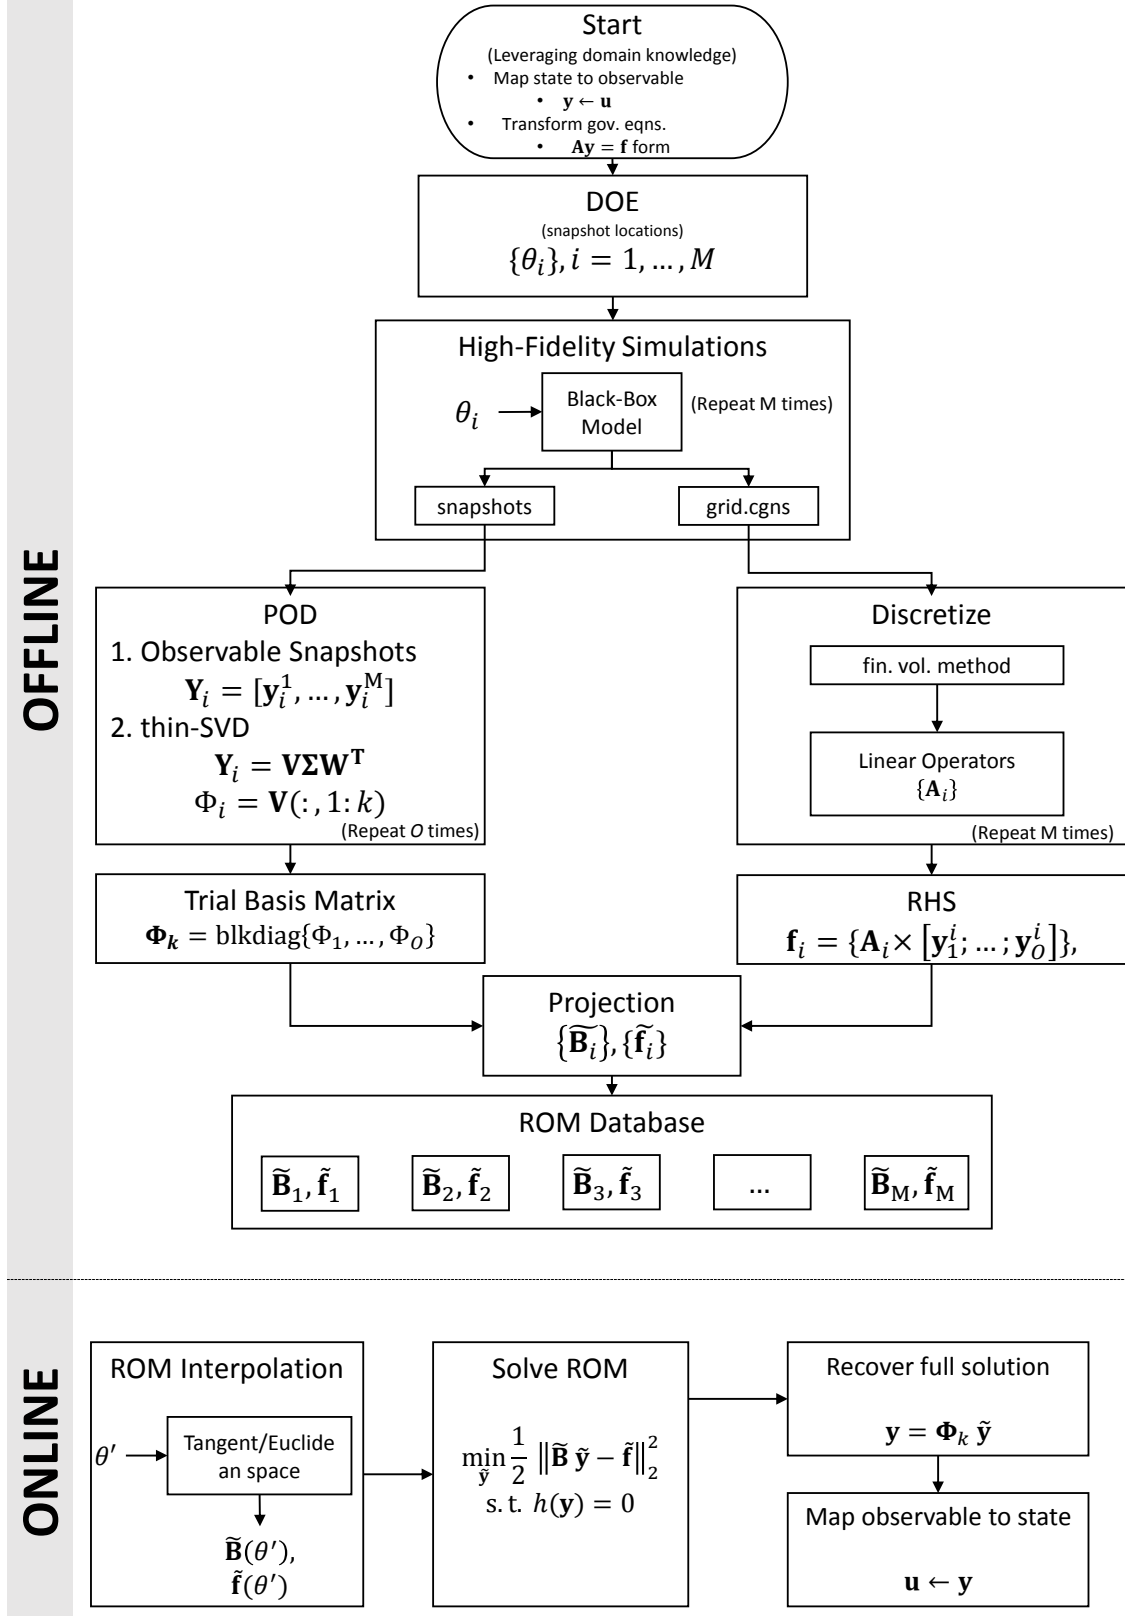 OFFLINE
Start
(Leveraging domain knowledge)
• Map state to observable
• 𝐲 ← 𝐮
• Transform gov. eqns.
• 𝐀𝐲 = 𝐟 form
DOE
(snapshot locations)
{θ_i}, i = 1, … , M
High-Fidelity Simulations
θ_i
Black-Box
Model
(Repeat M times)
snapshots
grid.cgns
POD
1. Observable Snapshots
𝐘_i = [𝐲_i^1, … , 𝐲_i^M]
2. thin-SVD
𝐘_i = 𝐕𝚺𝐖^𝐓
Φ_i = 𝐕(: , 1: k)
(Repeat O times)
Discretize
fin. vol. method
Linear Operators
{𝐀_i}
(Repeat M times)
Trial Basis Matrix
𝚽_𝒌 = blkdiag{Φ_1, … , Φ_O}
RHS
𝐟_i = {𝐀_i × [𝐲_1^i; … ; 𝐲_O^i]},
Projection
{𝐁̃_i}, {𝐟̃_i}
ROM Database
𝐁̃_1, 𝐟̃_1
𝐁̃_2, 𝐟̃_2
𝐁̃_3, 𝐟̃_3
...
𝐁̃_M, 𝐟̃_M
ONLINE
ROM Interpolation
θ′
Tangent/Euclide
an space
𝐁̃(θ′),
𝐟̃(θ′)
Solve ROM
min_𝐲̃ 1/2 ‖𝐁̃ 𝐲̃ − 𝐟̃‖_2^2
s. t. h(𝐲) = 0
Recover full solution
𝐲 = 𝚽_k 𝐲̃
Map observable to state
𝐮 ← 𝐲